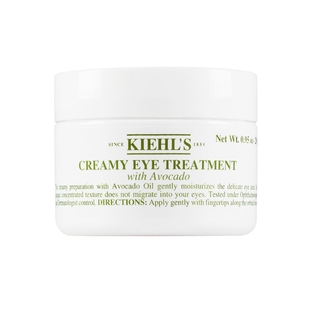 SINCE KIEHL'S 1851
Net Wt. 0.95 oz
CREAMY EYE TREATMENT
with Avocado
creamy preparation with Avocado Oil gently moisturizes the delicate eye
concentrated texture does not migrate into the eyes. Tested under
Dermatologist control. DIRECTIONS: Apply gently with fingertips along the